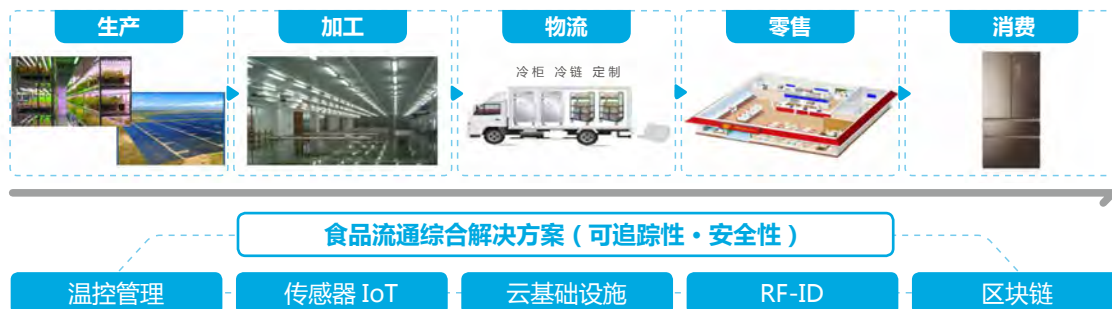 生产
加工
物流
零售
消费
冷柜 冷链 定制
食品流通综合解决方案（可追踪性・安全性）
温控管理
传感器 IoT
云基础设施
RF-ID
区块链